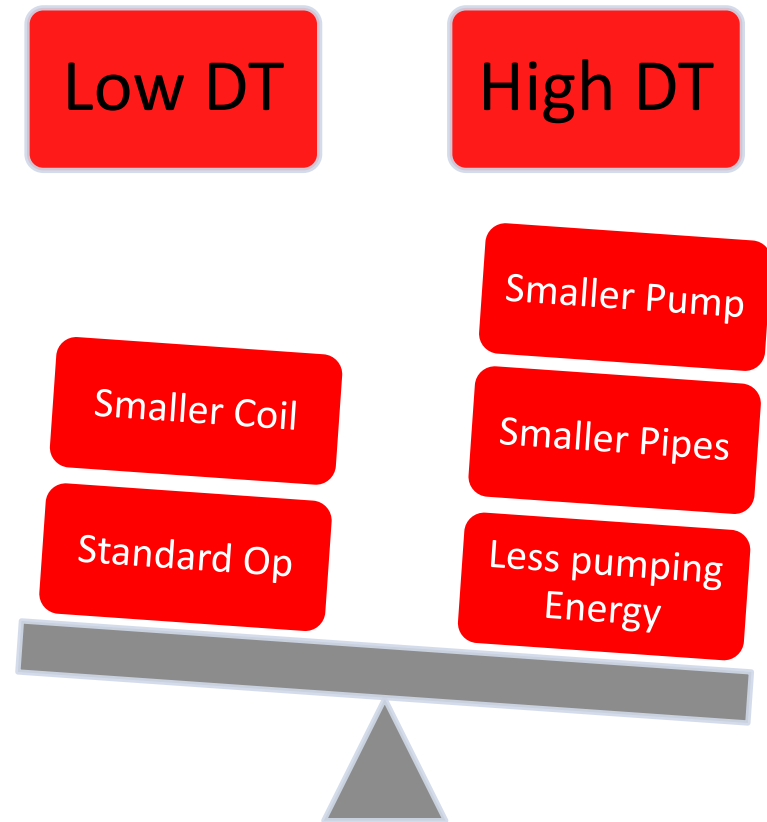 Low DT
High DT
Smaller Coil
Standard Op
Smaller Pump
Smaller Pipes
Less pumping
Energy